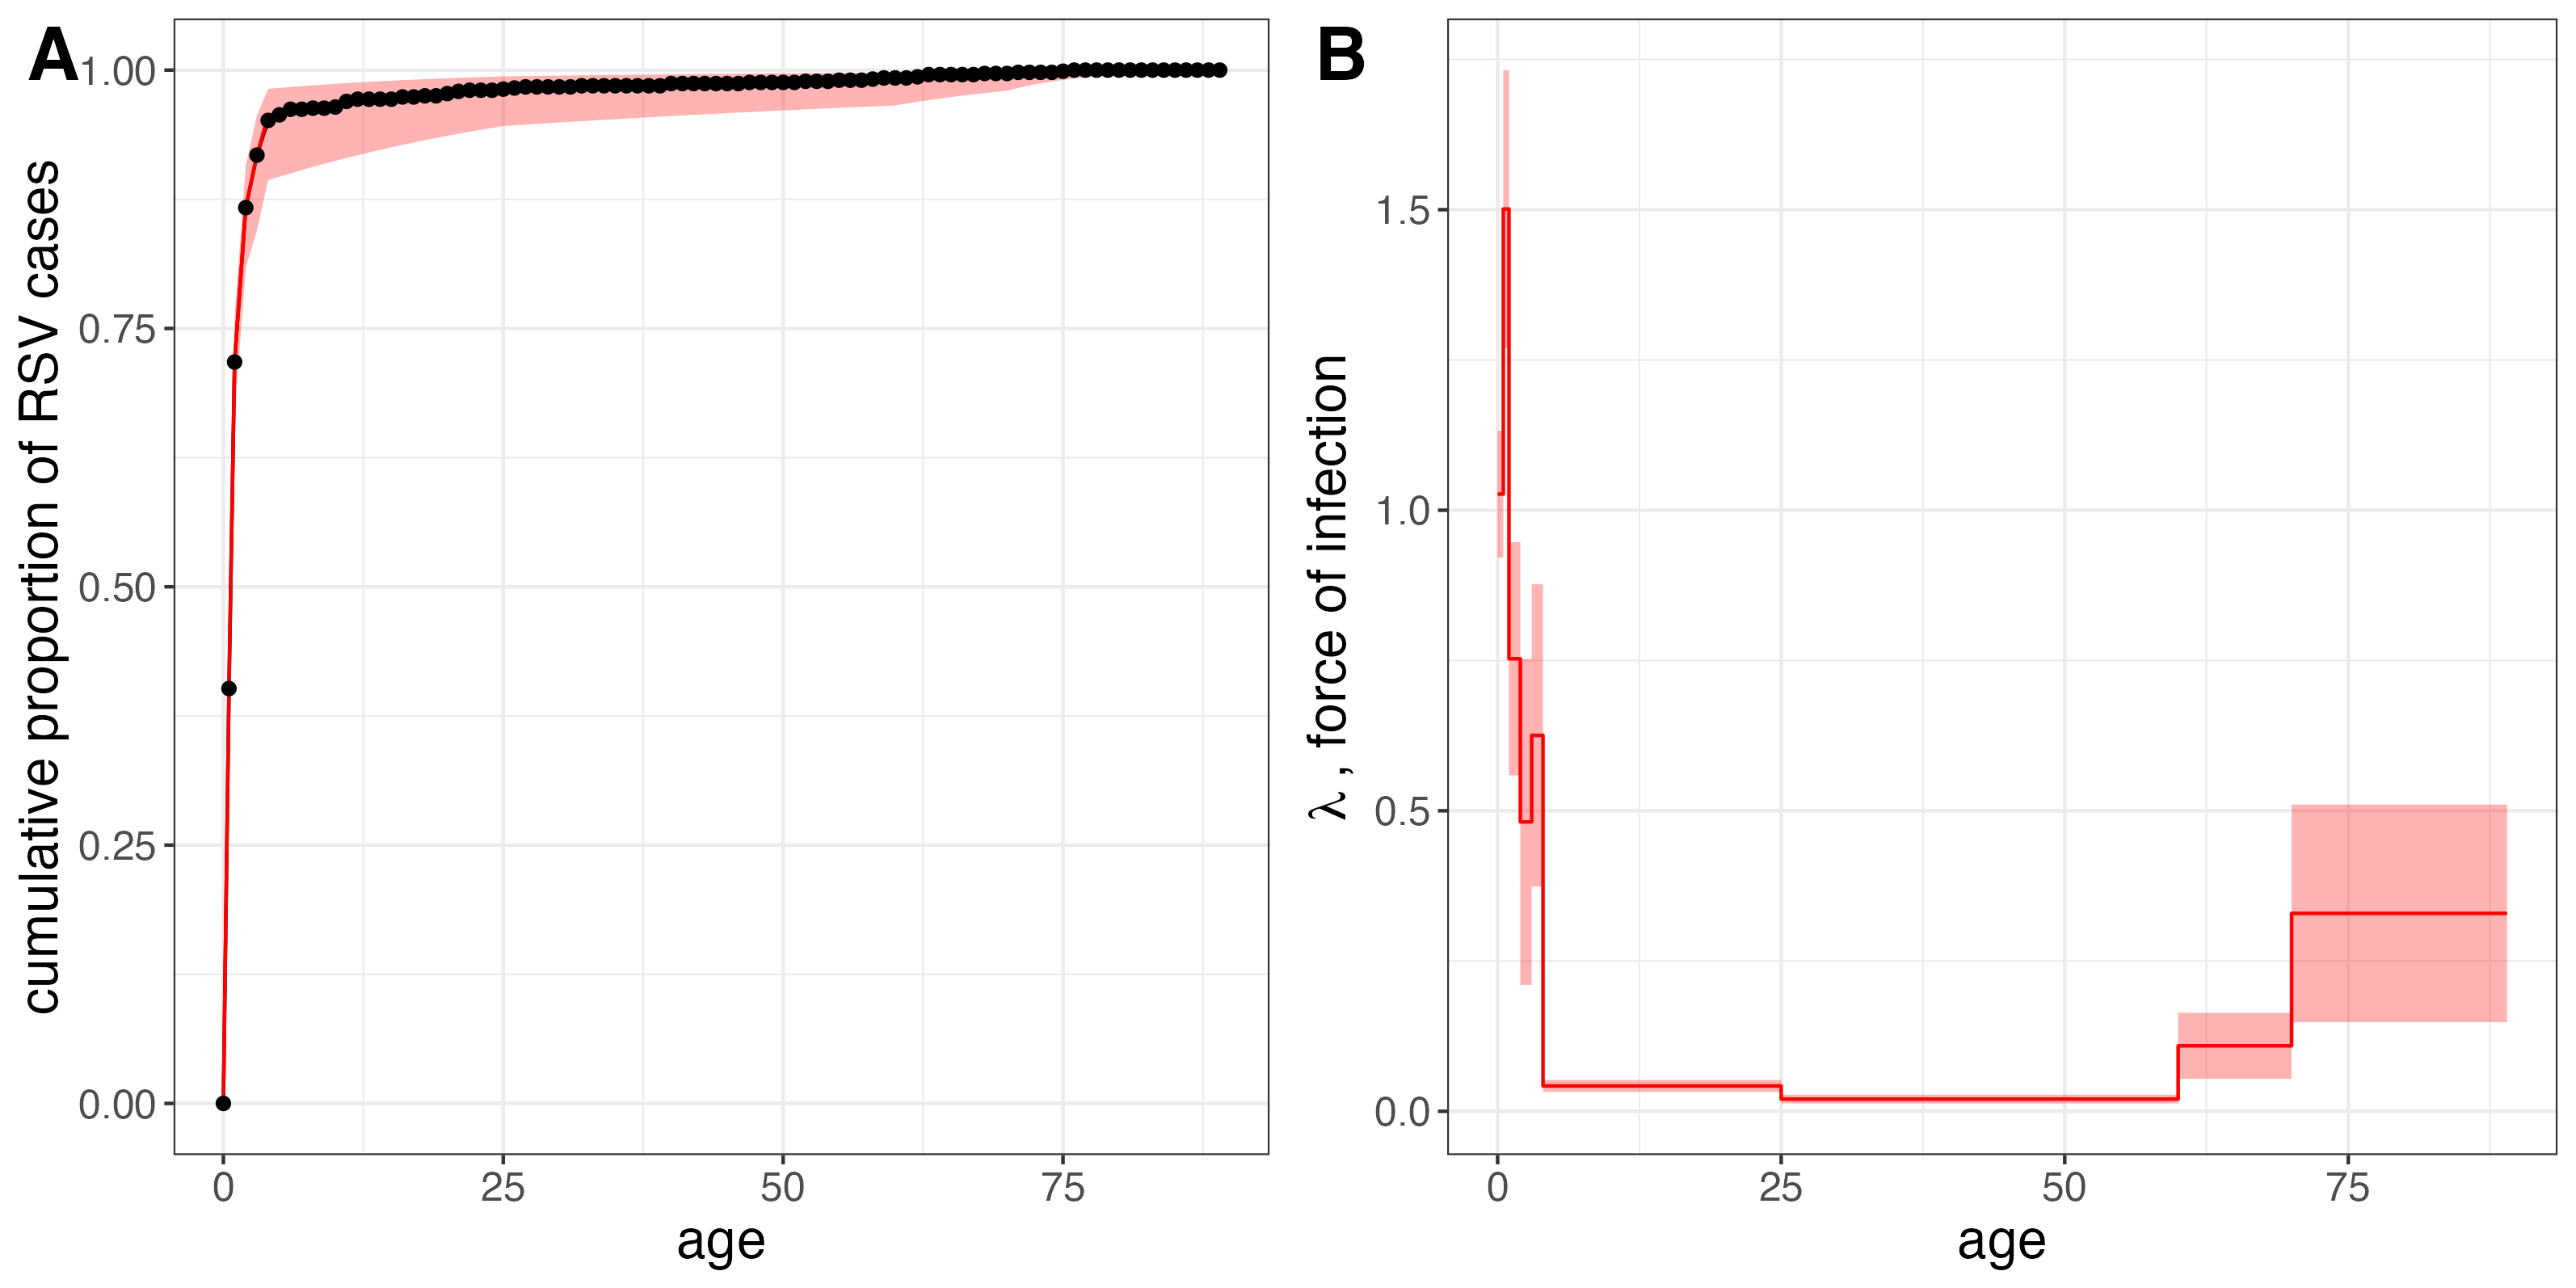 A
1.00
0.75
0.50
0.25
0.00
cumulative proportion of RSV cases
0 25 50 75
age
B
1.5
1.0
0.5
0.0
λ, force of infection
0 25 50 75
age